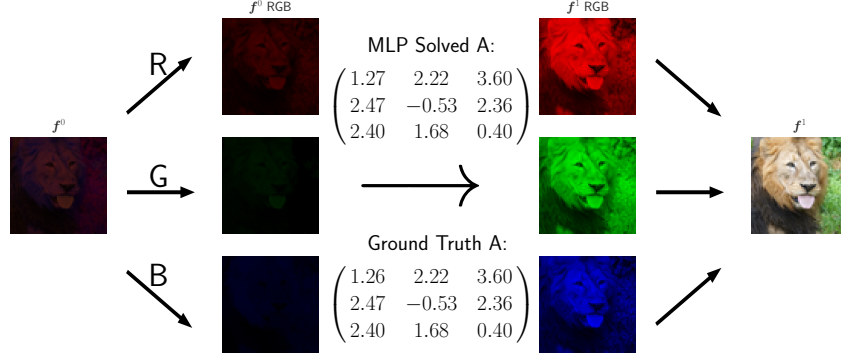 f⁰ RGB
f¹ RGB
MLP Solved A:
R
1.27 2.22 3.60
2.47 −0.53 2.36
2.40 1.68 0.40
f⁰
f¹
G
Ground Truth A:
B
1.26 2.22 3.60
2.47 −0.53 2.36
2.40 1.68 0.40